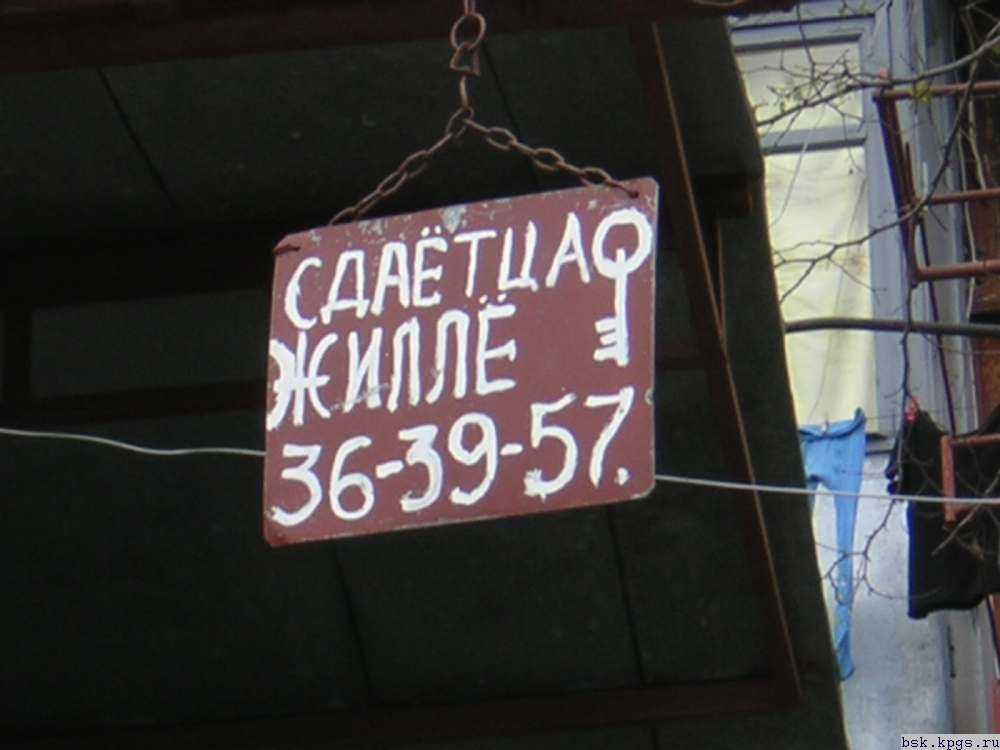 СДАЁТЦА
ЖИЛЛЁ
36-39-57.
bsk.kpgs.ru